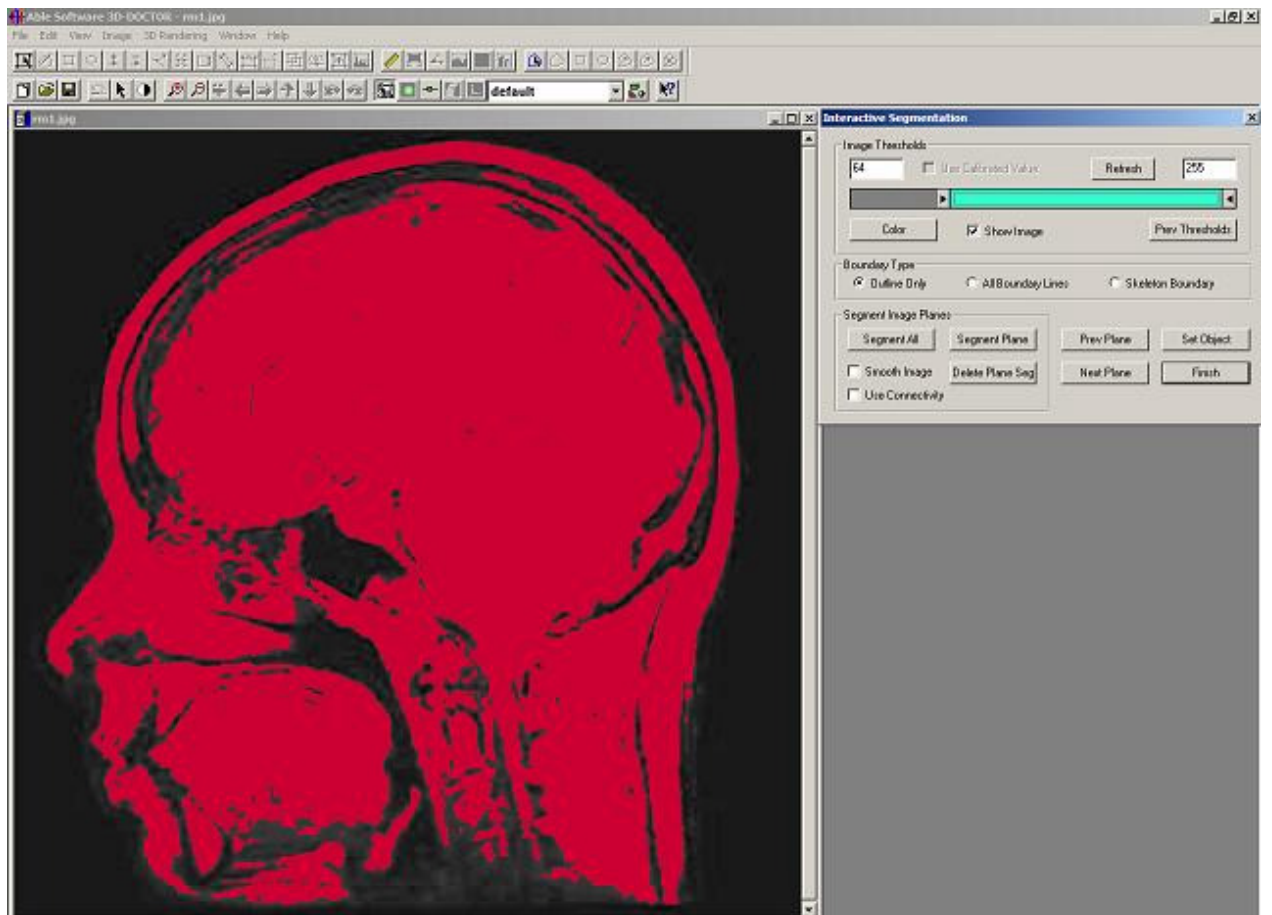 Able Software 3D-DOCTOR - rm1.jpg
File Edit View Image 3D Rendering Window Help
default
rm1.jpg
Interactive Segmentation
Image Thresholds
64 Use Calibrated Value Refresh 255
Color Show Image Prev Thresholds
Boundary Type
Outline Only All Boundary Lines Skeleton Boundary
Segment Image Planes
Segment All Segment Plane Prev Plane Set Object
Smooth Image Delete Plane Seg Next Plane Finish
Use Connectivity